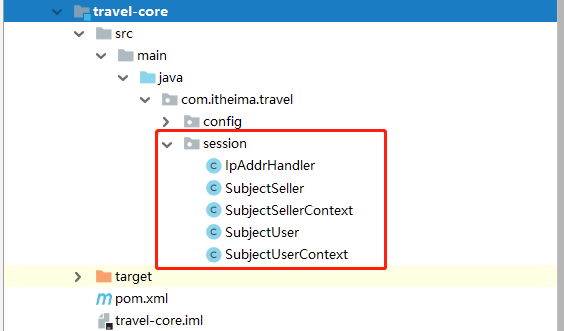 travel-core
src
main
java
com.itheima.travel
config
session
IpAddrHandler
SubjectSeller
SubjectSellerContext
SubjectUser
SubjectUserContext
target
pom.xml
travel-core.iml